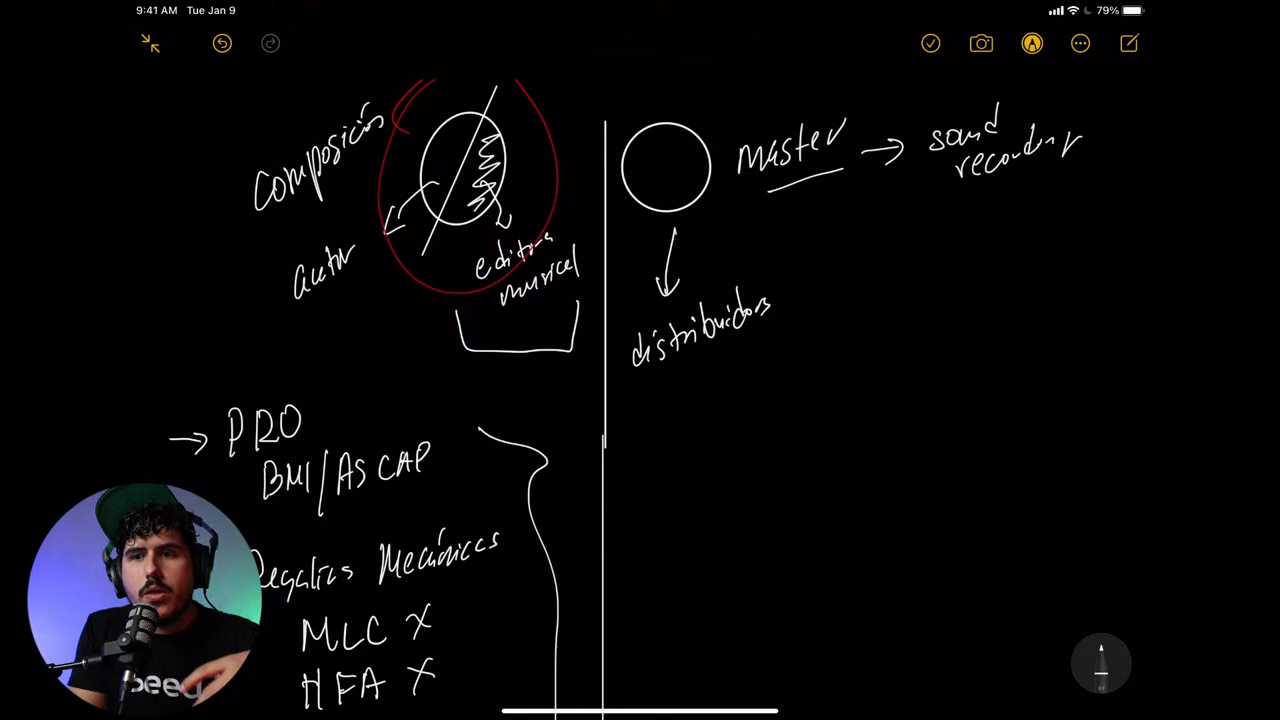 9:41 AM Tue Jan 9
79%
composición
autor
editora
musical
master → sound
recording
distribuidora
→ PRO
BMI/ASCAP
Regalias Mecánicas
MLC X
HFA X